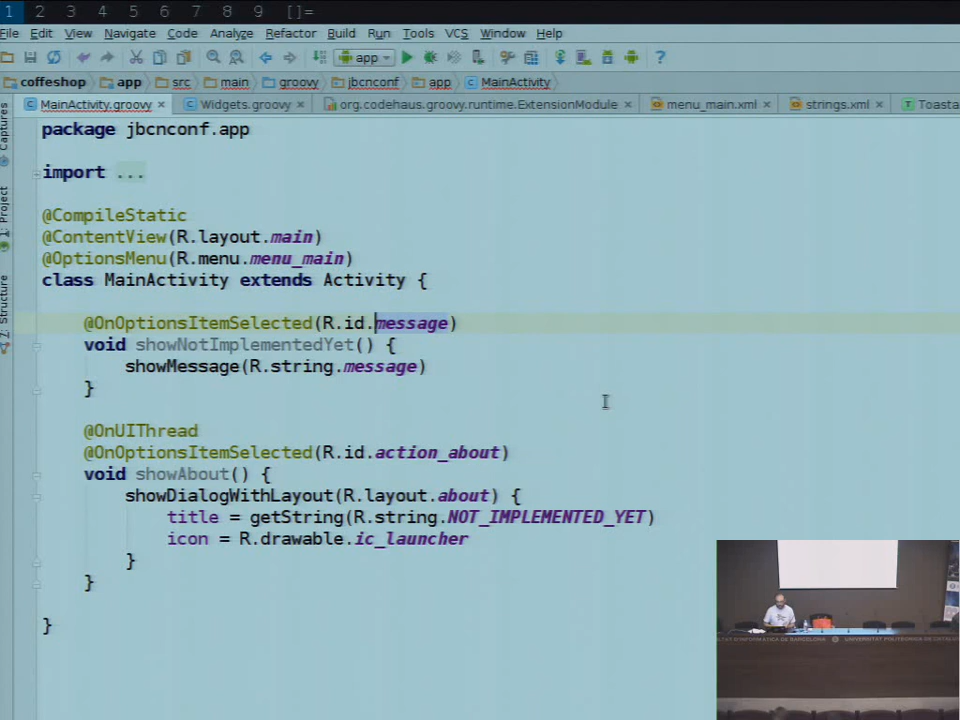 1 2 3 4 5 6 7 8 9 []=
File Edit View Navigate Code Analyze Refactor Build Run Tools VCS Window Help
app
coffeshop app src main groovy jbcnconf app MainActivity
MainActivity.groovy Widgets.groovy org.codehaus.groovy.runtime.ExtensionModule menu_main.xml strings.xml Toasta
Captures
1: Project
7: Structure
package jbcnconf.app
import ...
@CompileStatic
@ContentView(R.layout.main)
@OptionsMenu(R.menu.menu_main)
class MainActivity extends Activity {
@OnOptionsItemSelected(R.id.message)
void showNotImplementedYet() {
showMessage(R.string.message)
}
@OnUIThread
@OnOptionsItemSelected(R.id.action_about)
void showAbout() {
showDialogWithLayout(R.layout.about) {
title = getString(R.string.NOT_IMPLEMENTED_YET)
icon = R.drawable.ic_launcher
}
}
}